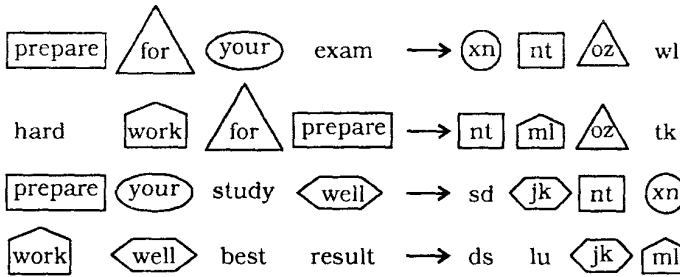 prepare for your exam → xn nt oz wl
hard work for prepare → nt ml oz tk
prepare your study well → sd jk nt xn
work well best result → ds lu jk ml